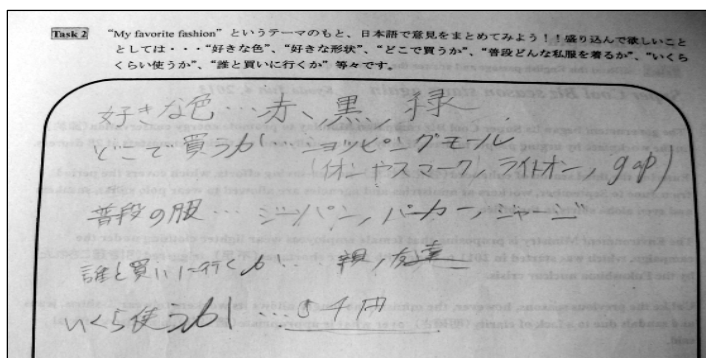 Task 2 “My favorite fashion” というテーマのもと、日本語で意見をまとめてみよう!!盛り込んで欲しいこと
としては・・・“好きな色”、“好きな形状”、“どこで買うか”、“普段どんな私服を着るか”、“いくら
くらい使うか”、“誰と買いに行くか” 等々です。
好きな色…赤、黒、緑
どこで買うか…ショッピングモール
(イオンやスマーク, ライトオン, gap)
普段の服… ジーパン, パーカー, ジャージ
誰と買いに行くか… 親, 友達
いくら使うか…5千円